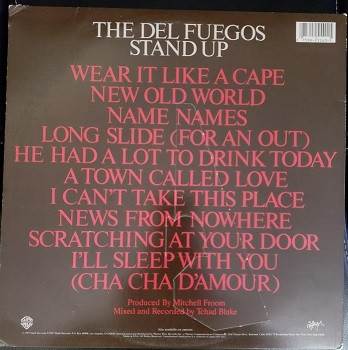 THE DEL FUEGOS
STAND UP
WEAR IT LIKE A CAPE
NEW OLD WORLD
NAME NAMES
LONG SLIDE (FOR AN OUT)
HE HAD A LOT TO DRINK TODAY
A TOWN CALLED LOVE
I CAN'T TAKE THIS PLACE
NEWS FROM NOWHERE
SCRATCHING AT YOUR DOOR
I'LL SLEEP WITH YOU
(CHA CHA D'AMOUR)
Produced By Mitchell Froom
Mixed and Recorded by Tchad Blake